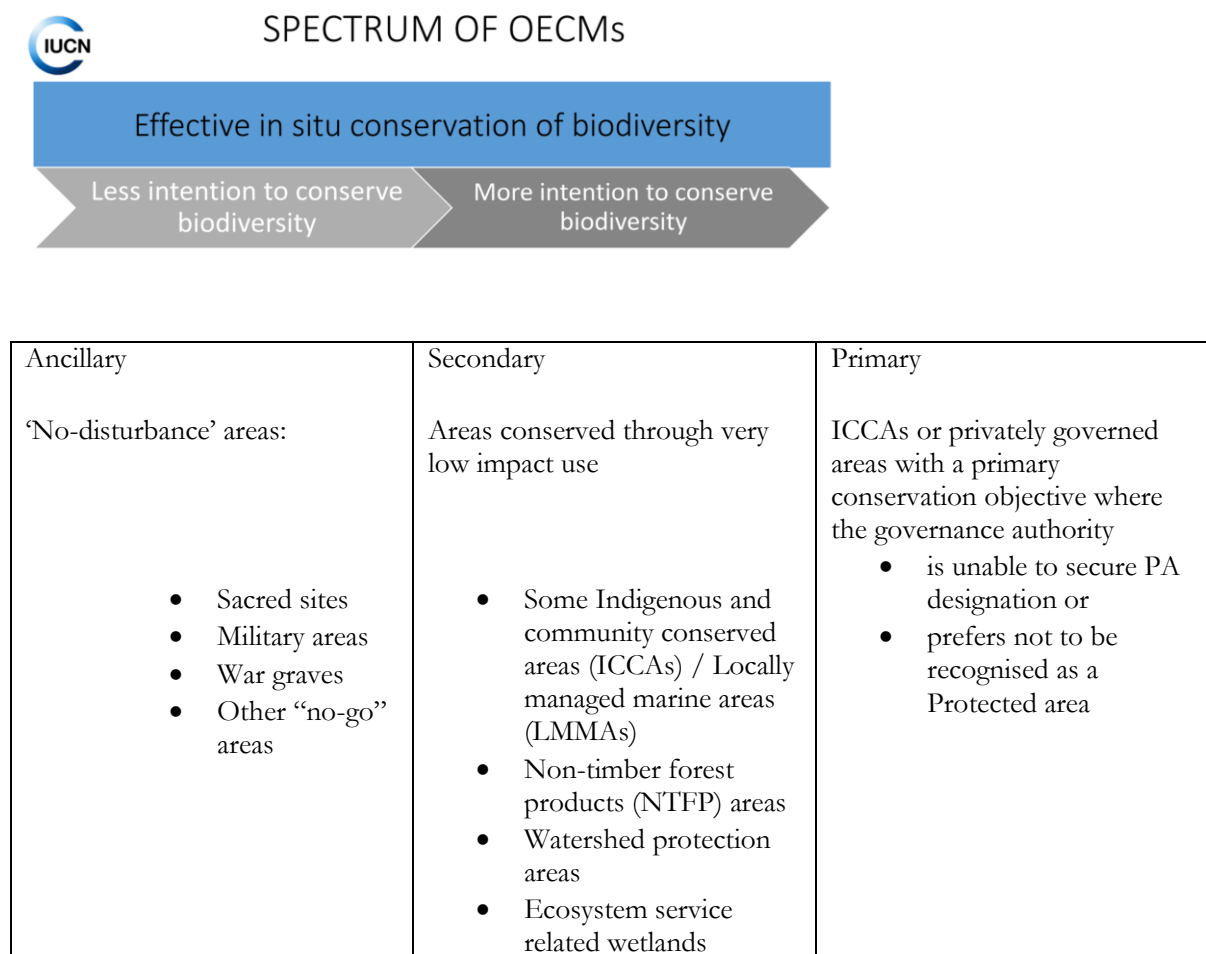 IUCN
SPECTRUM OF OECMs
Effective in situ conservation of biodiversity
Less intention to conserve
biodiversity
More intention to conserve
biodiversity
Ancillary
‘No-disturbance’ areas:
• Sacred sites
• Military areas
• War graves
• Other “no-go”
areas
Secondary
Areas conserved through very
low impact use
• Some Indigenous and
community conserved
areas (ICCAs) / Locally
managed marine areas
(LMMAs)
• Non-timber forest
products (NTFP) areas
• Watershed protection
areas
• Ecosystem service
related wetlands
Primary
ICCAs or privately governed
areas with a primary
conservation objective where
the governance authority
• is unable to secure PA
designation or
• prefers not to be
recognised as a
Protected area